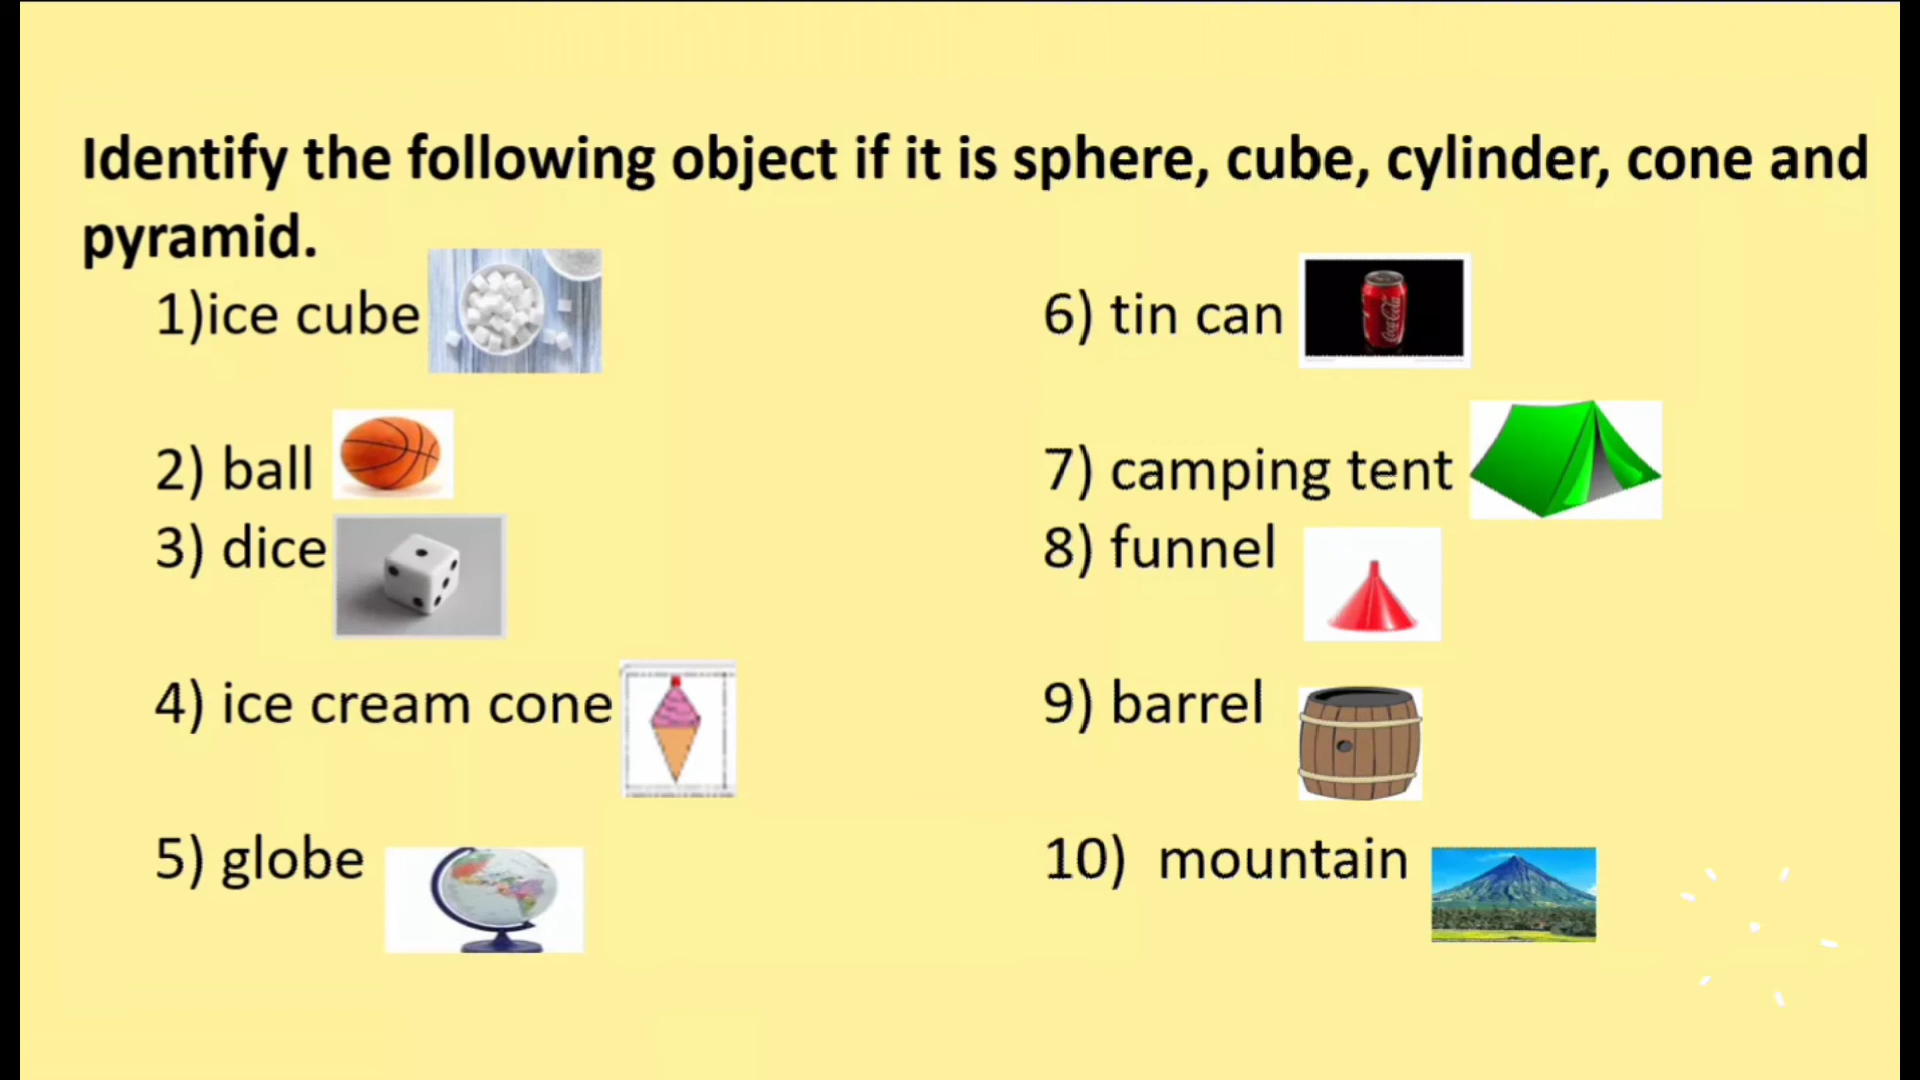 Identify the following object if it is sphere, cube, cylinder, cone and
pyramid.
1)ice cube
2) ball
3) dice
4) ice cream cone
5) globe
6) tin can
Coca-Cola
7) camping tent
8) funnel
9) barrel
10) mountain